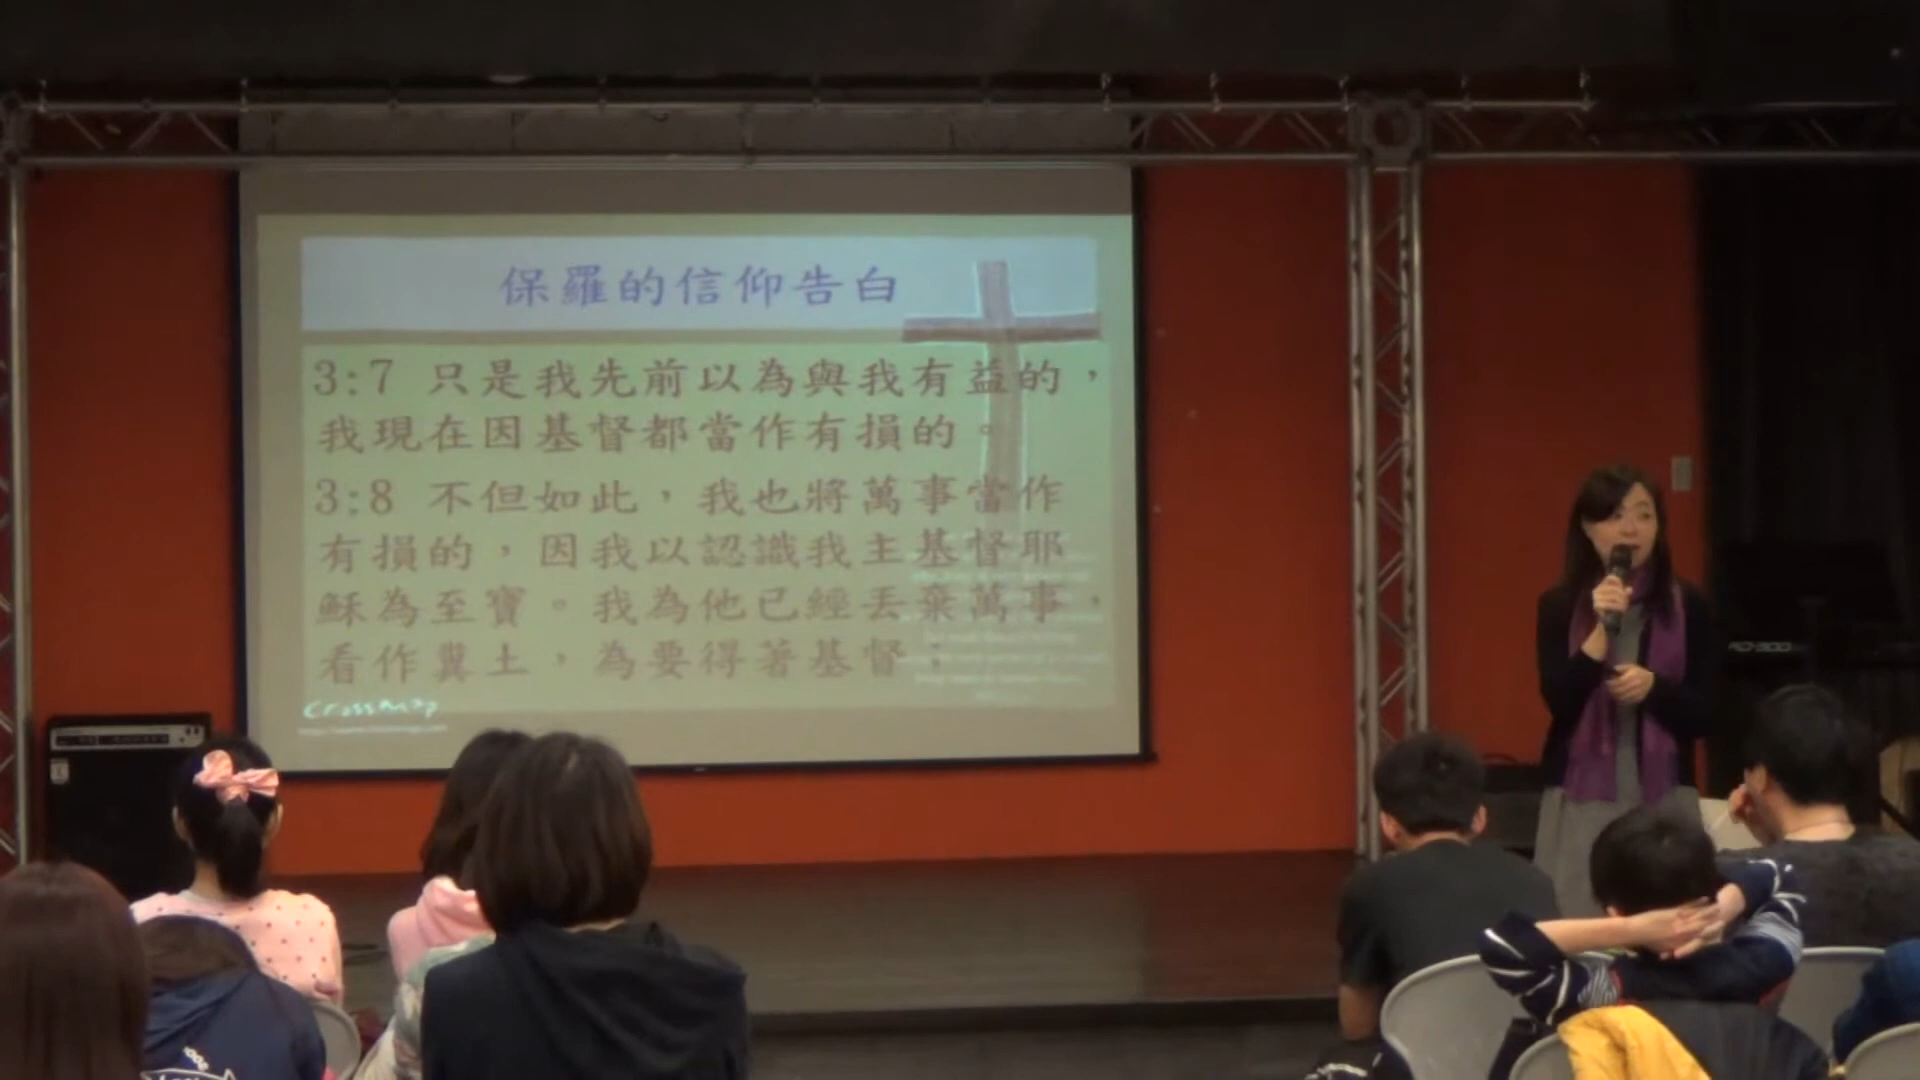 保羅的信仰告白
3:7 只是我先前以為與我有益的，
我現在因基督都當作有損的。
3:8 不但如此，我也將萬事當作
有損的，因我以認識我主基督耶
穌為至寶。我為他已經丟棄萬事，
看作糞土，為要得著基督；
CrossMap